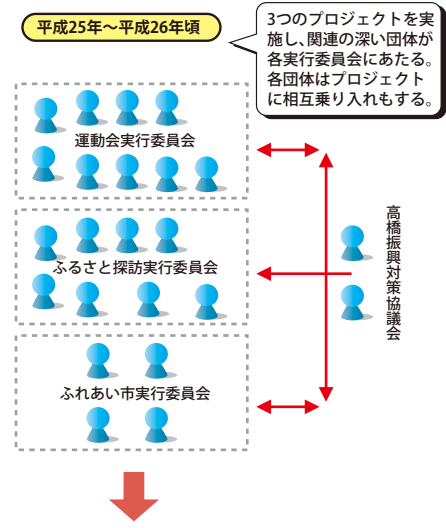 平成25年~平成26年頃
3つのプロジェクトを実
施し、関連の深い団体が
各実行委員会にあたる。
各団体はプロジェクト
に相互乗り入れもする。
運動会実行委員会
ふるさと探訪実行委員会
ふれあい市実行委員会
高橋振興対策協議会